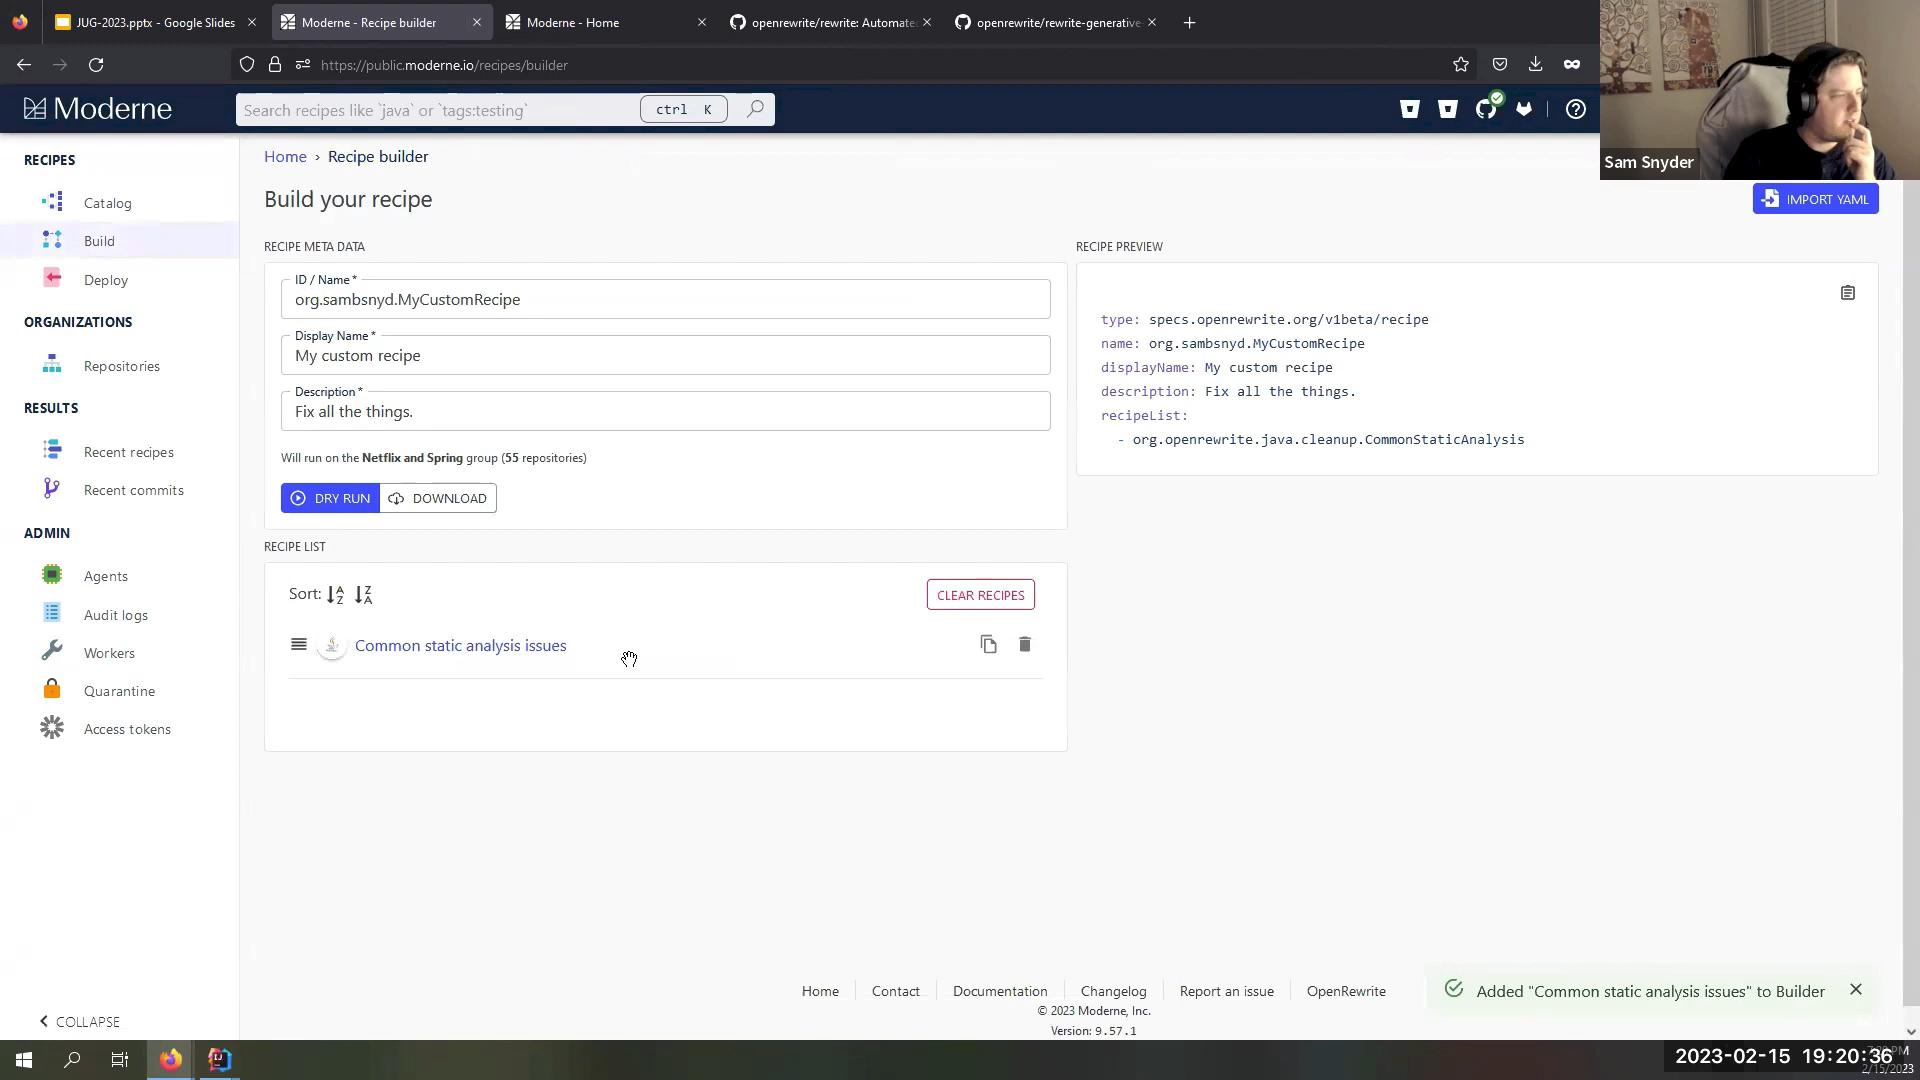 JUG-2023.pptx - Google Slides
Moderne - Recipe builder
Moderne - Home
openrewrite/rewrite: Automate
openrewrite/rewrite-generative-
https://public.moderne.io/recipes/builder
Moderne
Search recipes like `java` or `tags:testing`
ctrl K
Sam Snyder
RECIPES
Catalog
Build
Deploy
ORGANIZATIONS
Repositories
RESULTS
Recent recipes
Recent commits
ADMIN
Agents
Audit logs
Workers
Quarantine
Access tokens
COLLAPSE
Home › Recipe builder
Build your recipe
IMPORT YAML
RECIPE META DATA
ID / Name *
org.sambsnyd.MyCustomRecipe
Display Name *
My custom recipe
Description *
Fix all the things.
Will run on the Netflix and Spring group (55 repositories)
DRY RUN
DOWNLOAD
RECIPE LIST
Sort:
CLEAR RECIPES
Common static analysis issues
RECIPE PREVIEW
type: specs.openrewrite.org/v1beta/recipe
name: org.sambsnyd.MyCustomRecipe
displayName: My custom recipe
description: Fix all the things.
recipeList:
- org.openrewrite.java.cleanup.CommonStaticAnalysis
Home
Contact
Documentation
Changelog
Report an issue
OpenRewrite
© 2023 Moderne, Inc.
Version: 9.57.1
Added "Common static analysis issues" to Builder
2023-02-15 19:20:36
2/15/2023